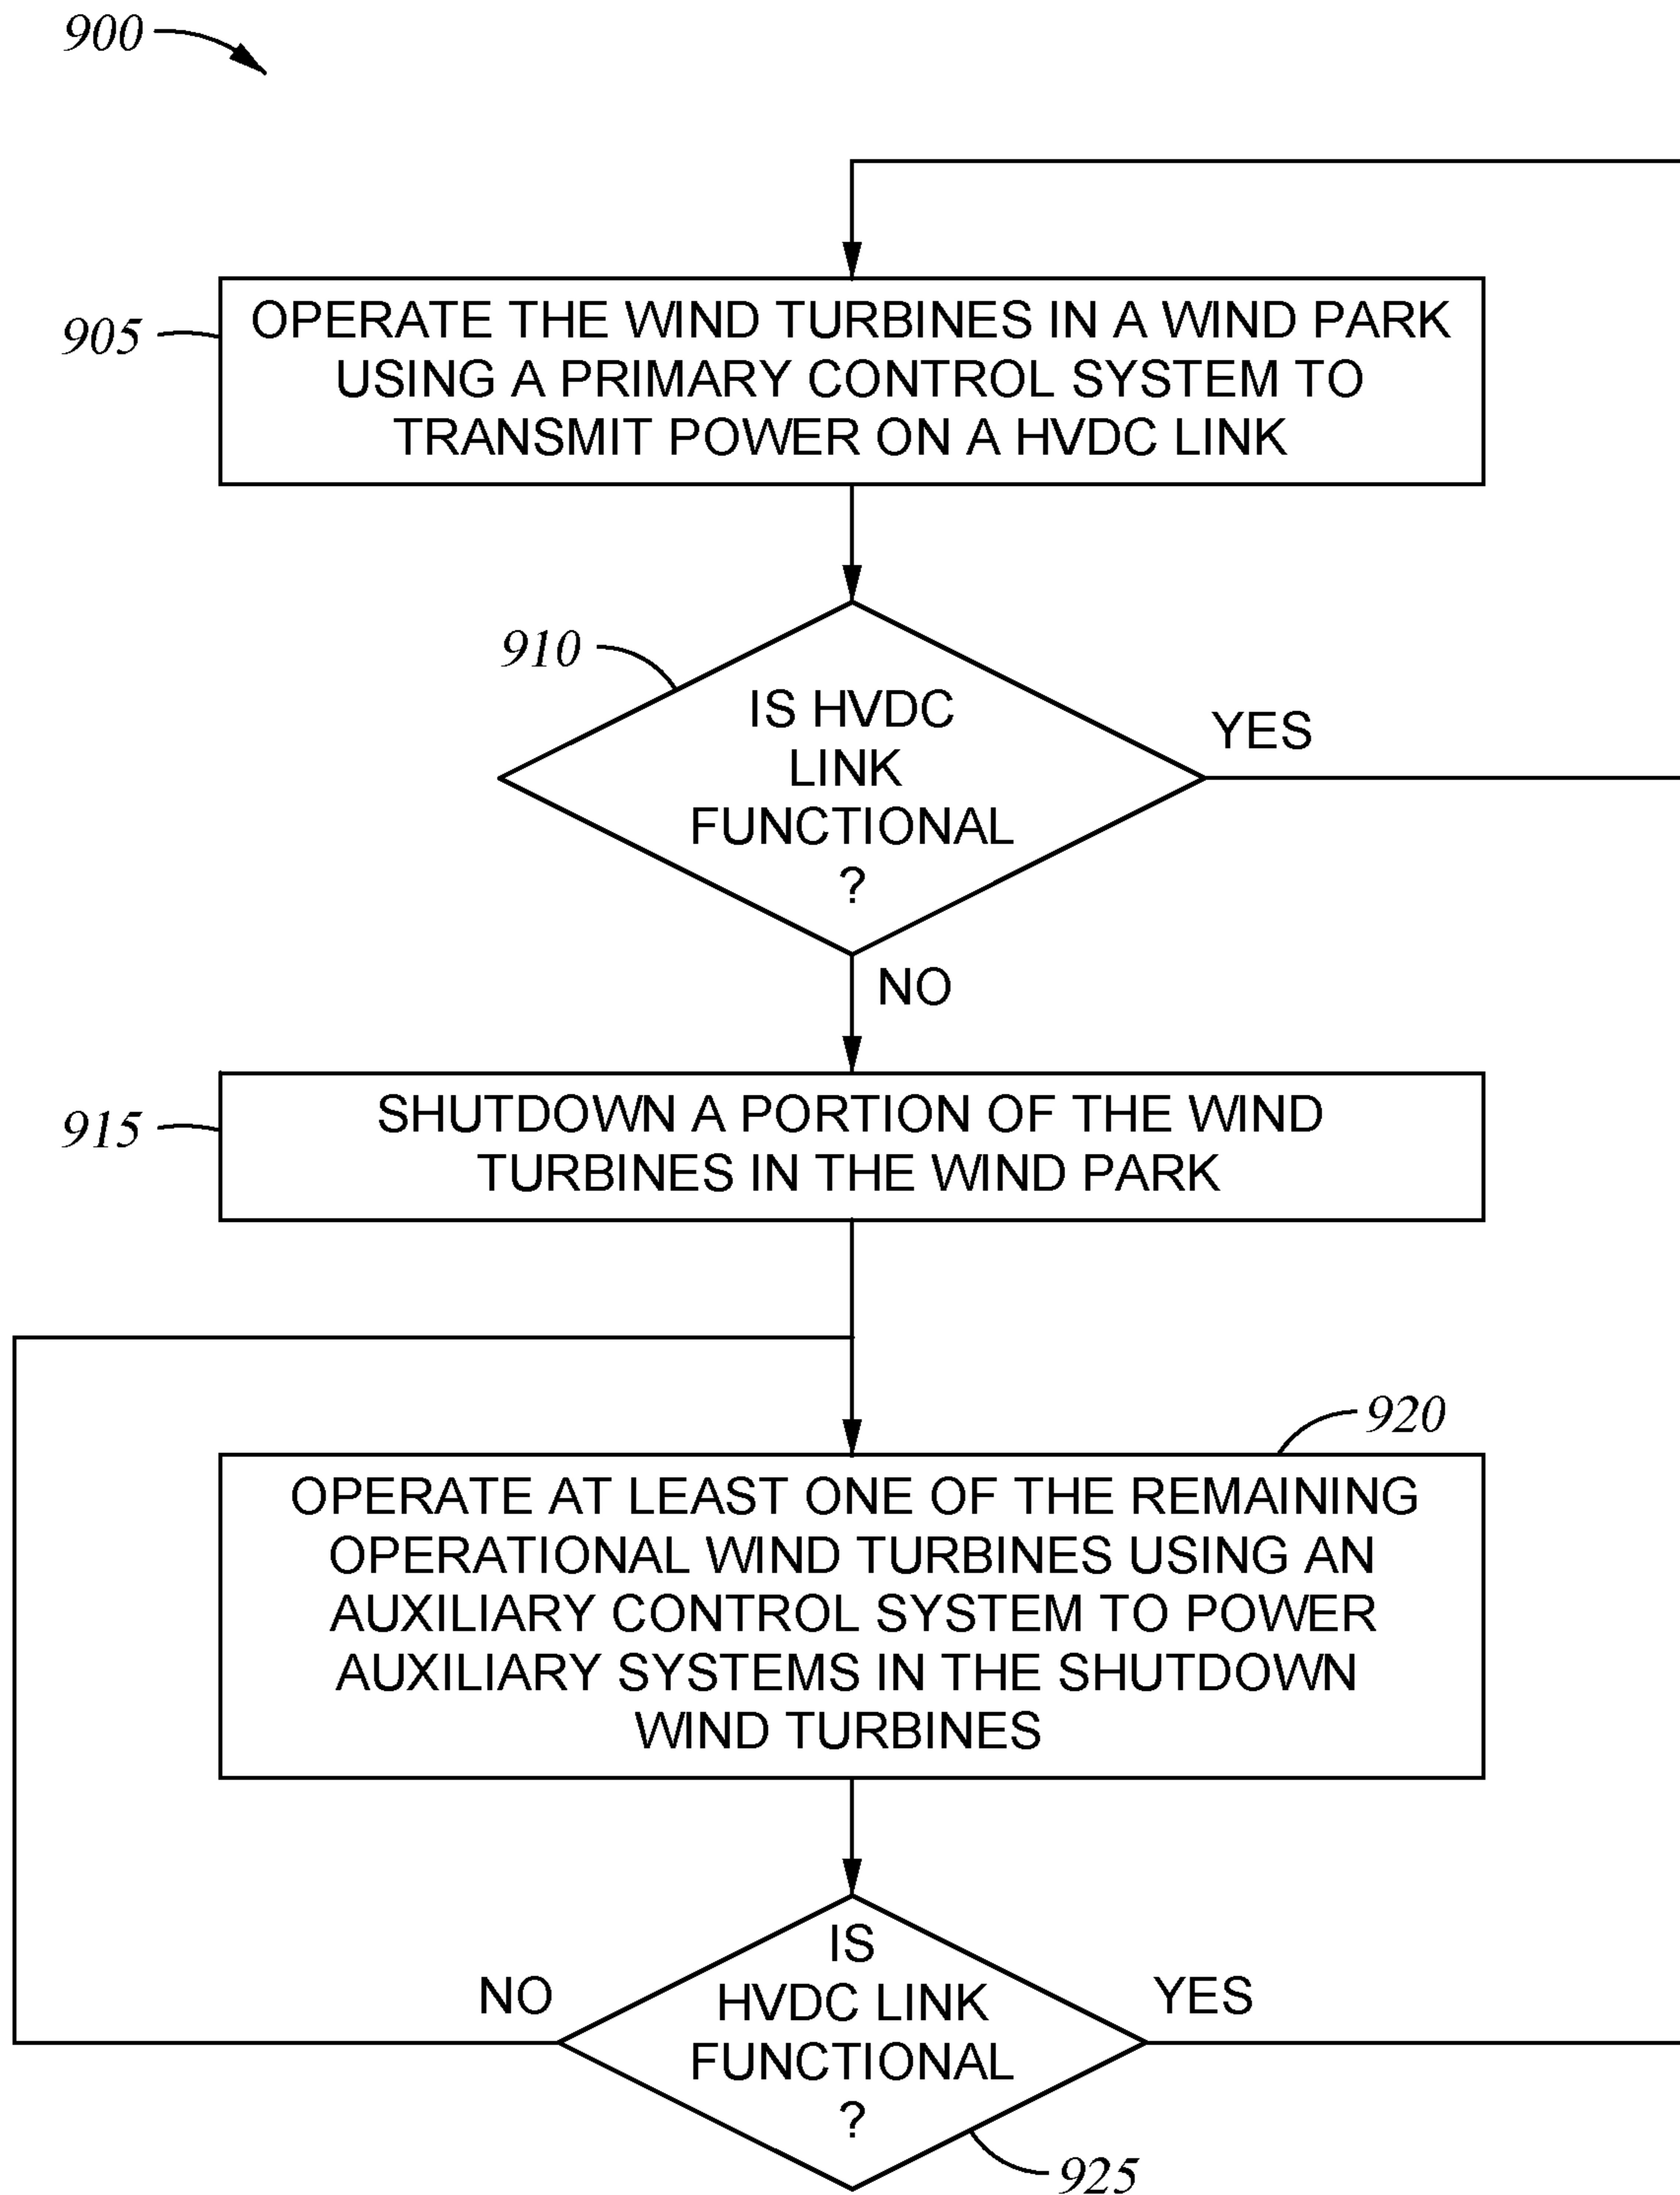 900
905
OPERATE THE WIND TURBINES IN A WIND PARK
USING A PRIMARY CONTROL SYSTEM TO
TRANSMIT POWER ON A HVDC LINK
910
IS HVDC
LINK
FUNCTIONAL
?
YES
NO
915
SHUTDOWN A PORTION OF THE WIND
TURBINES IN THE WIND PARK
920
OPERATE AT LEAST ONE OF THE REMAINING
OPERATIONAL WIND TURBINES USING AN
AUXILIARY CONTROL SYSTEM TO POWER
AUXILIARY SYSTEMS IN THE SHUTDOWN
WIND TURBINES
IS
HVDC LINK
FUNCTIONAL
?
NO
YES
925